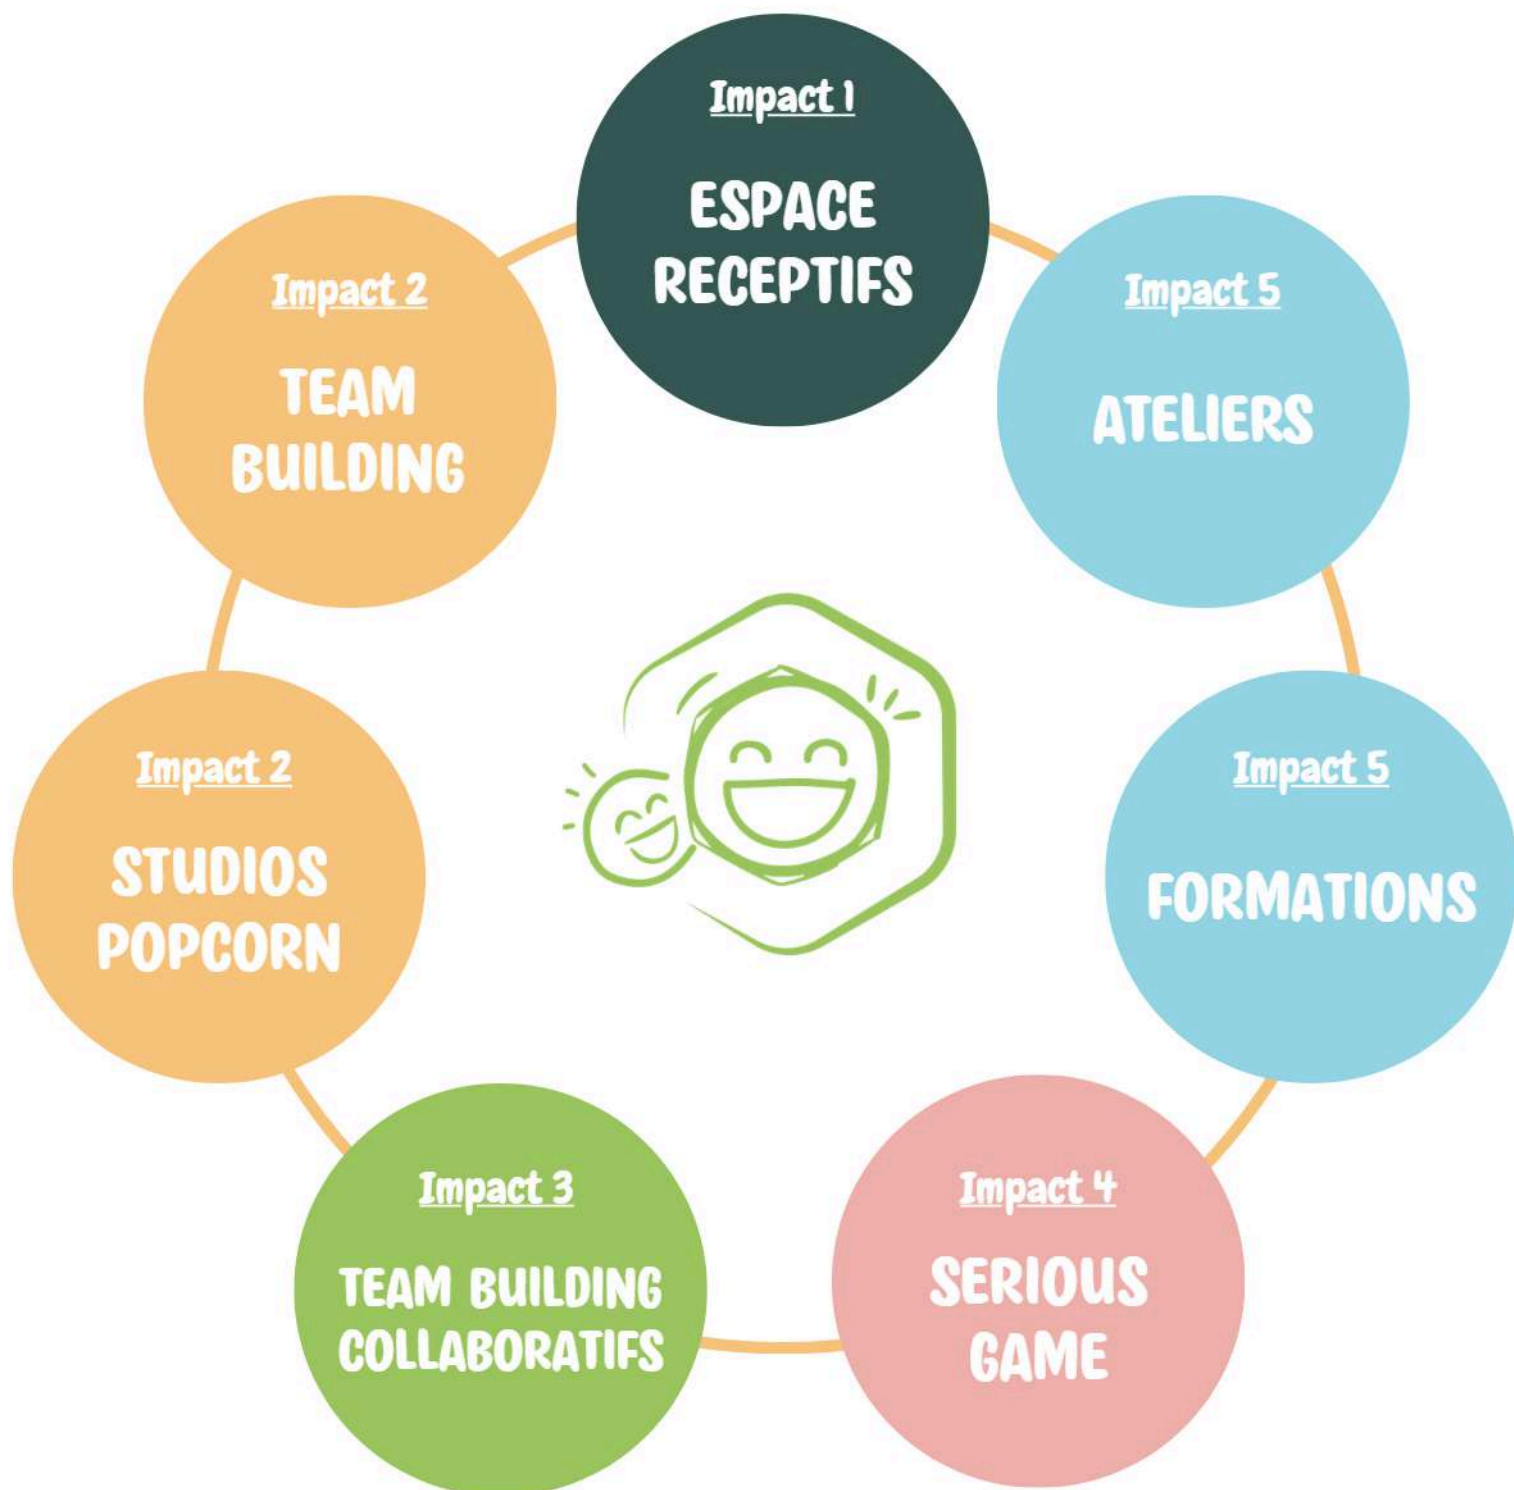 Impact 1
ESPACE
RECEPTIFS
Impact 2
TEAM
BUILDING
Impact 5
ATELIERS
Impact 2
STUDIOS
POPCORN
Impact 5
FORMATIONS
Impact 3
TEAM BUILDING
COLLABORATIFS
Impact 4
SERIOUS
GAME